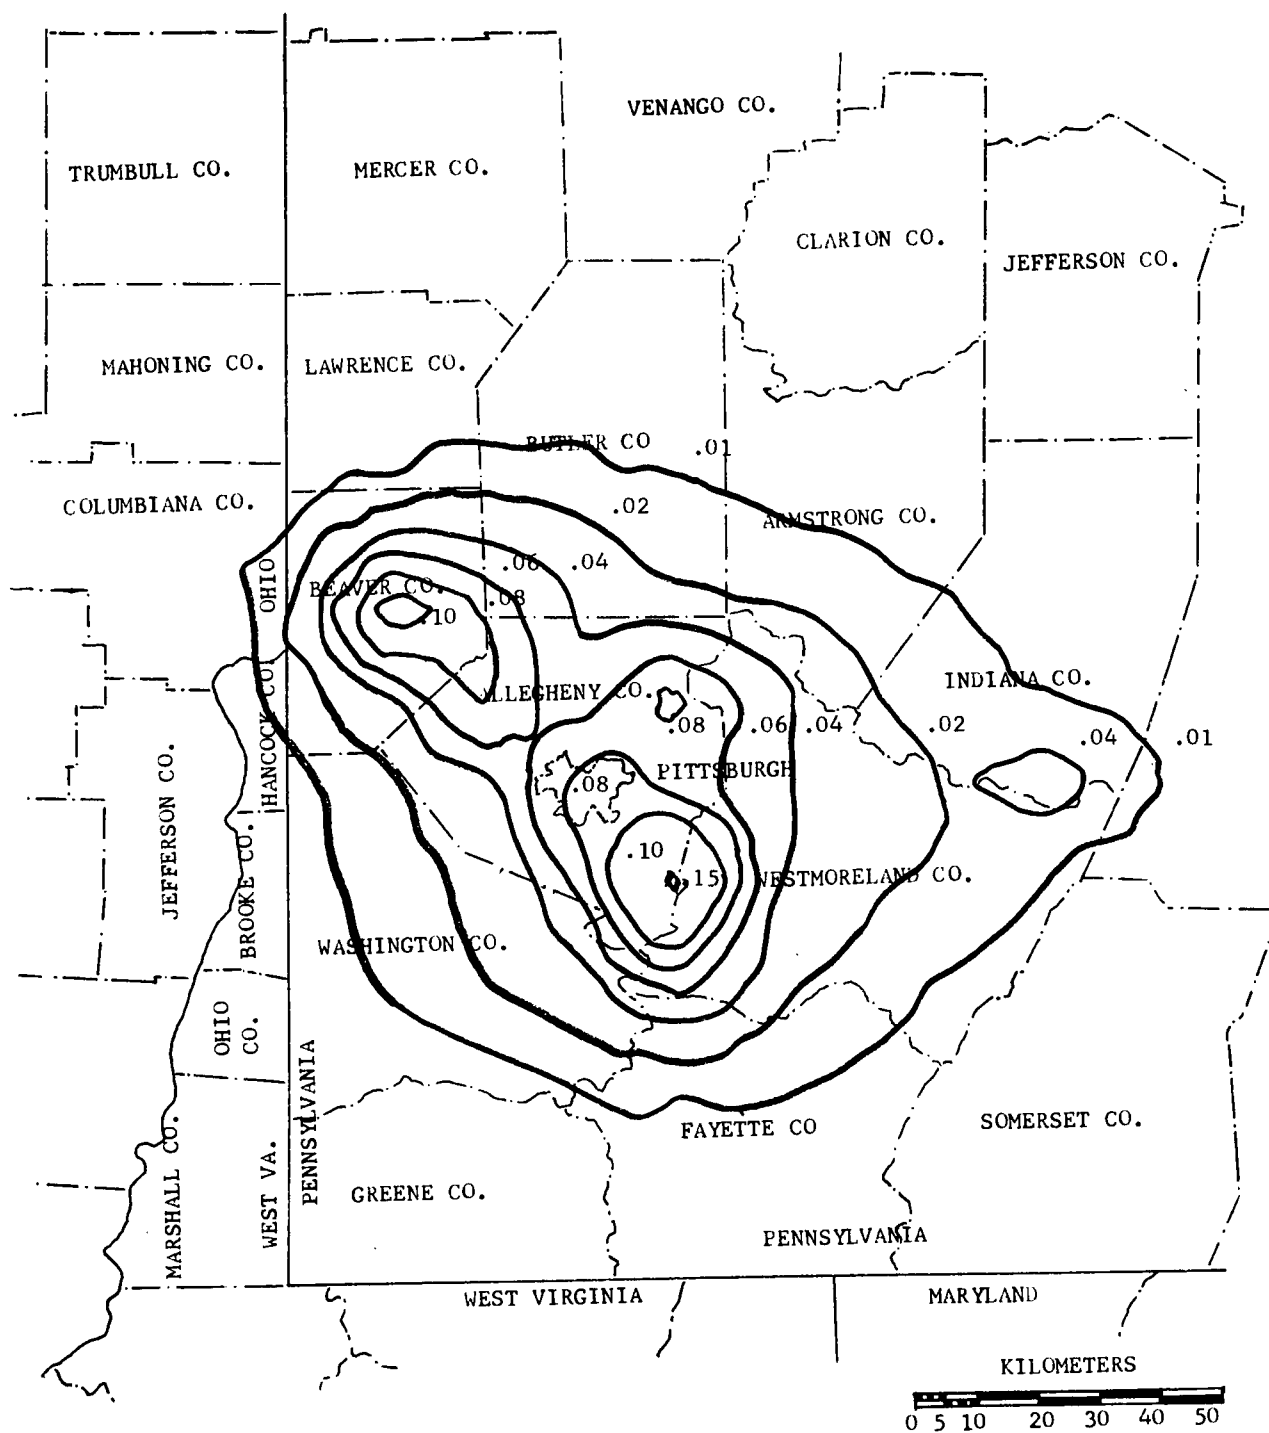 VENANGO CO.
TRUMBULL CO.
MERCER CO.
CLARION CO.
JEFFERSON CO.
MAHONING CO.
LAWRENCE CO.
BUTLER CO
.01
COLUMBIANA CO.
.02
ARMSTRONG CO.
.06
.04
OHIO
BEAVER CO.
.08
.10
ALLEGHENY CO.
INDIANA CO.
HANCOCK CO
.08
.06
.04
.02
.04
.01
JEFFERSON CO.
PITTSBURGH
.08
BROOKE CO.
.10
.15
WESTMORELAND CO.
WASHINGTON CO.
OHIO
CO.
PENNSYLVANIA
FAYETTE CO
SOMERSET CO.
MARSHALL CO.
WEST VA.
GREENE CO.
PENNSYLVANIA
WEST VIRGINIA
MARYLAND
KILOMETERS
0 5 10 20 30 40 50